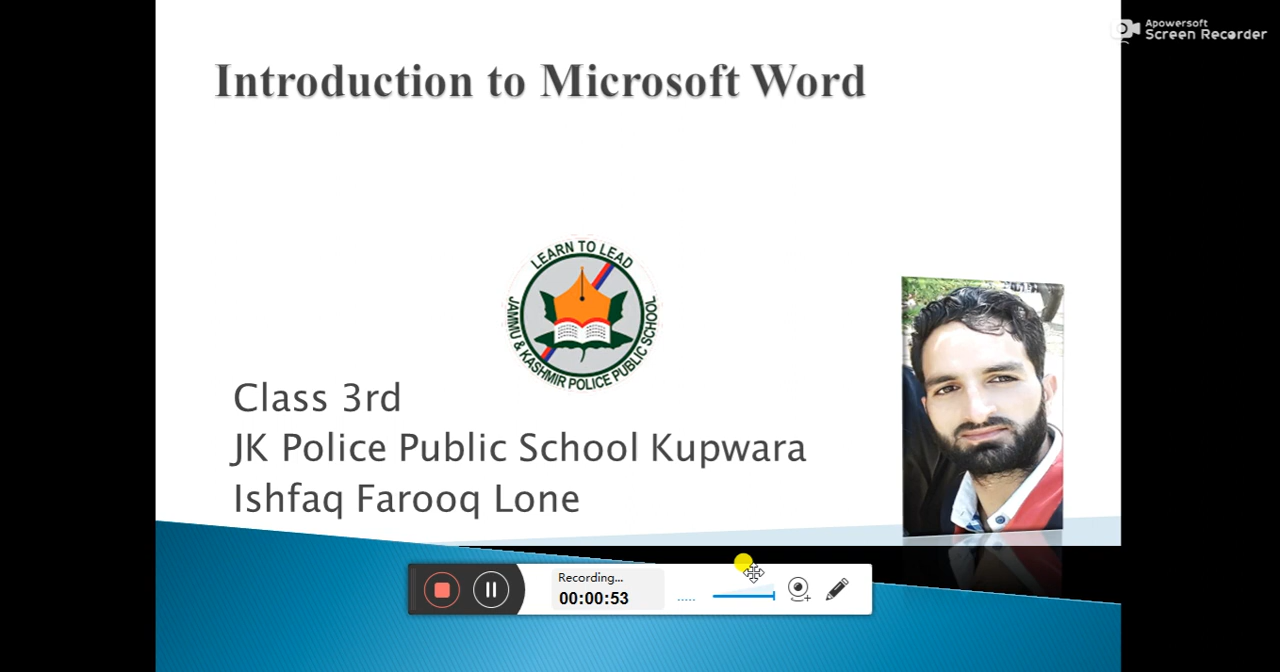 Apowersoft
Screen Recorder
Introduction to Microsoft Word
LEARN TO LEAD
JAMMU & KASHMIR POLICE PUBLIC SCHOOL
Class 3rd
JK Police Public School Kupwara
Ishfaq Farooq Lone
Recording...
00:00:53